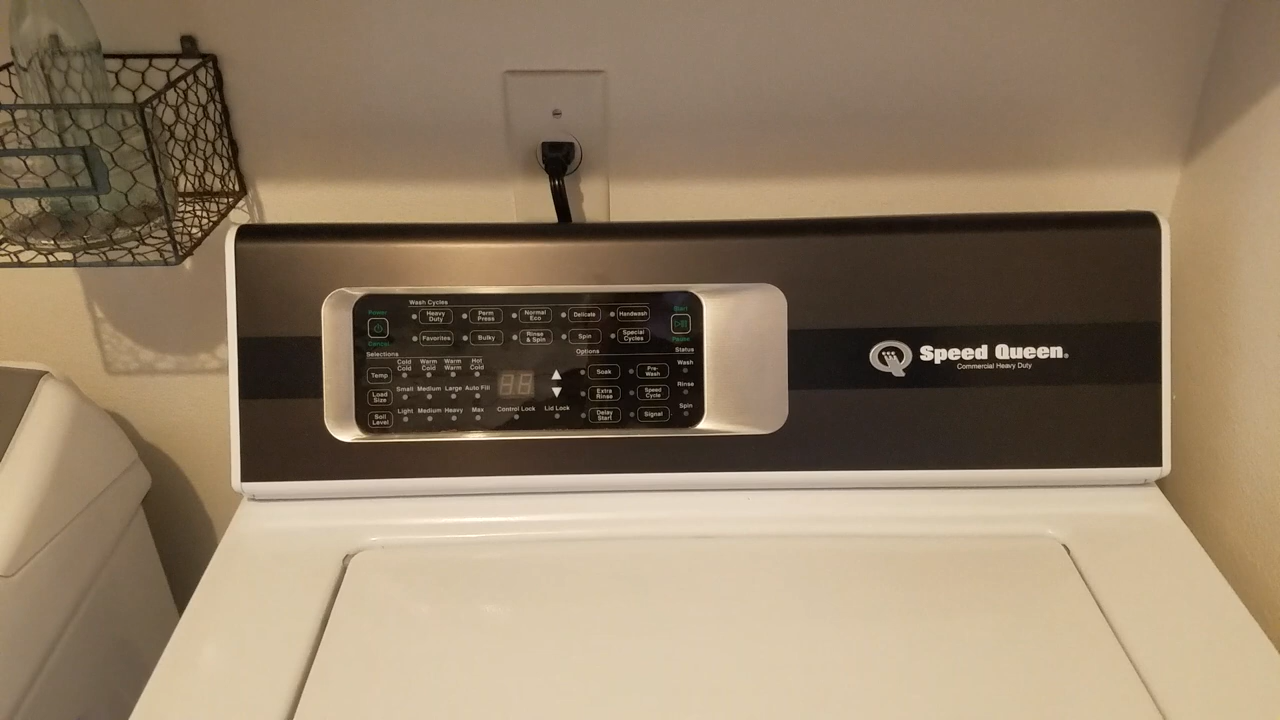 Wash Cycles
Power
Cancel
Heavy Duty
Perm Press
Normal Eco
Delicate
Handwash
Start
Pause
Favorites
Bulky
Rinse & Spin
Spin
Special Cycles
Selections
Options
Status
Temp
Cold Cold
Warm Cold
Warm Warm
Hot Cold
Load Size
Small
Medium
Large
Auto Fill
Soil Level
Light
Medium
Heavy
Max
88
Control Lock
Lid Lock
Soak
Pre-Wash
Extra Rinse
Speed Cycle
Delay Start
Signal
Wash
Rinse
Spin
Q
Speed Queen®
Commercial Heavy Duty